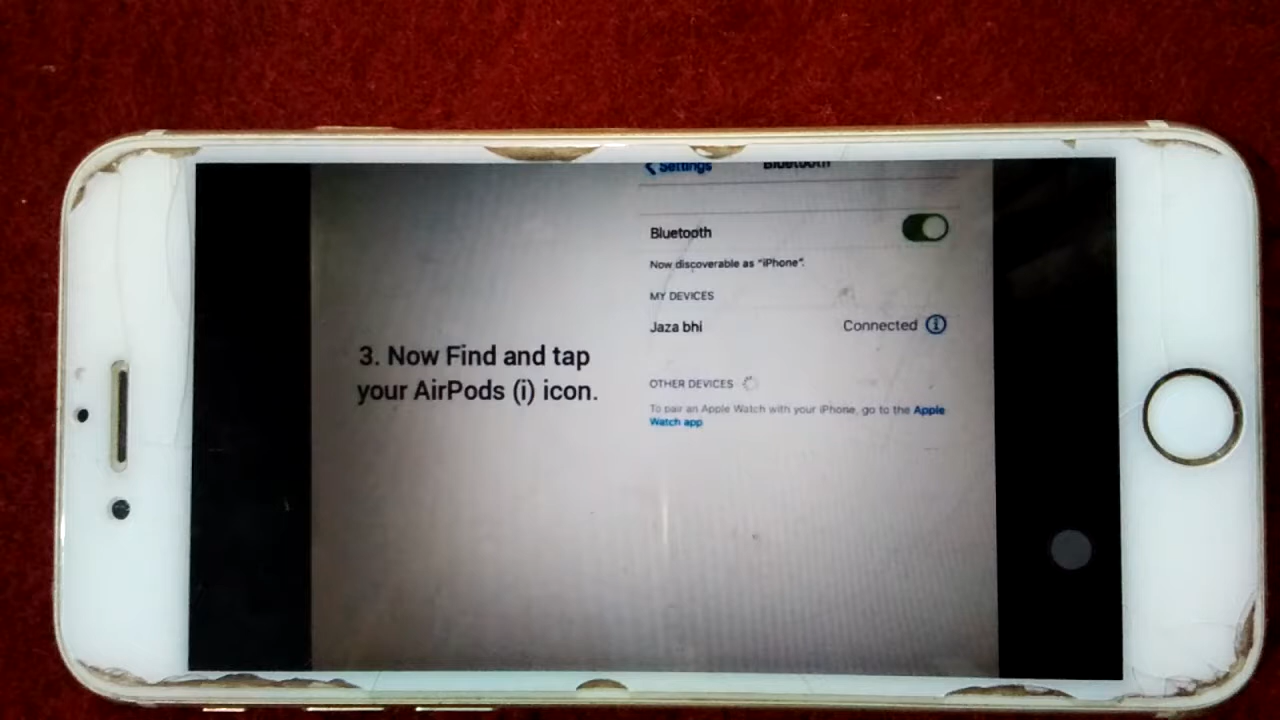 3. Now Find and tap
your AirPods (i) icon.
Settings
Bluetooth
Bluetooth
Now discoverable as “iPhone”.
MY DEVICES
Jaza bhi
Connected
OTHER DEVICES
To pair an Apple Watch with your iPhone, go to the Apple
Watch app